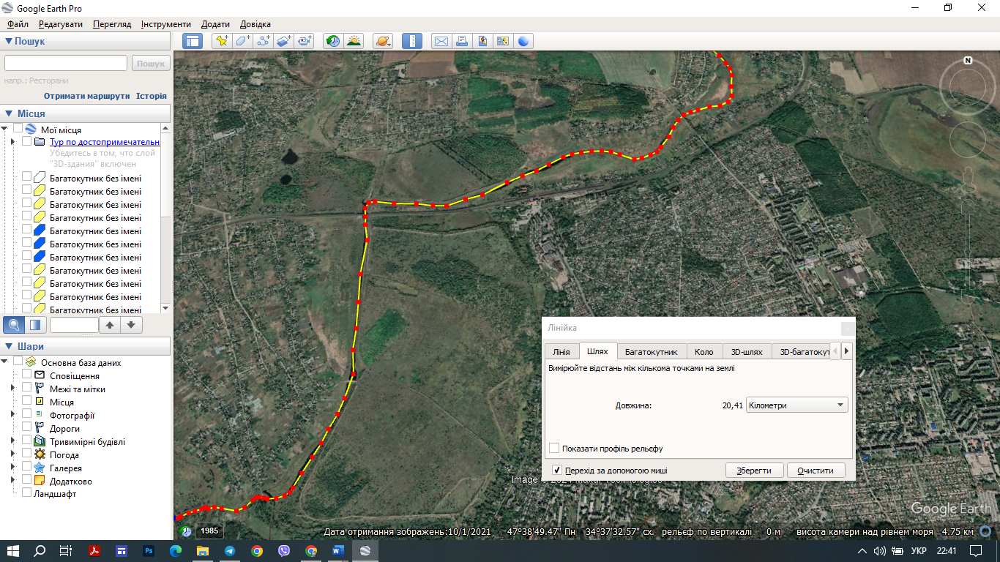 Google Earth Pro
Файл Редагувати Перегляд Інструменти Додати Довідка
Пошук
Пошук
напр.: Ресторани
Отримати маршрути Історія
Місця
Мої місця
Тур по достопримечательн
Убедитесь в том, что слой
"3D-здания" включен
Багатокутник без імені
Багатокутник без імені
Багатокутник без імені
Багатокутник без імені
Багатокутник без імені
Багатокутник без імені
Багатокутник без імені
Багатокутник без імені
Багатокутник без імені
Багатокутник без імені
Багатокутник без імені
Шари
Основна база даних
Сповіщення
Межі та мітки
Місця
Фотографії
Дороги
Тривимірні будівлі
Погода
Галерея
Додатково
Ландшафт
N
Лінійка
Лінія Шлях Багатокутник Коло 3D-шлях 3D-багатокут
Вимірюйте відстань між кількома точками на землі
Довжина: 20,41 Кілометри
Показати профіль рельєфу
Перехід за допомогою миші Зберегти Очистити
Image ©
Google Earth
1985
Дата отримання зображень:10/1/2021 47°38'49.47" Пн 34°37'32.57" сх. рельєф по вертикалі 0 м висота камери над рівнем моря 4.75 км
Ps W УКР 22:41